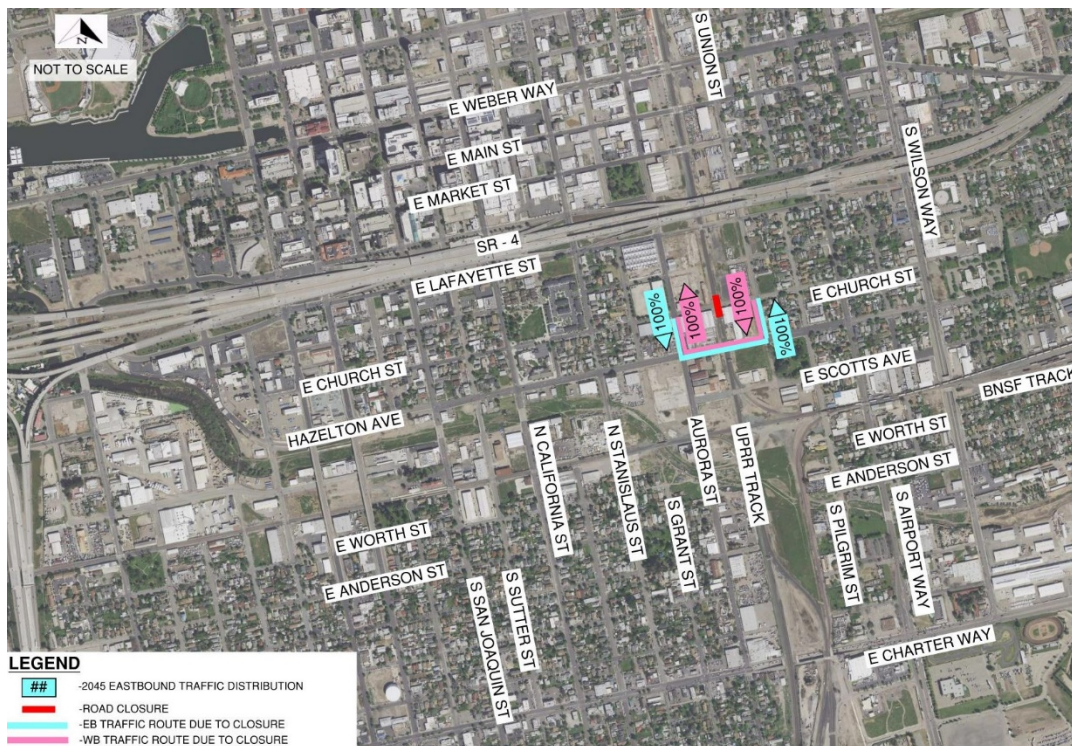 N
NOT TO SCALE
S UNION ST
E WEBER WAY
E MAIN ST
E MARKET ST
S WILSON WAY
SR - 4
E LAFAYETTE ST
E CHURCH ST
100%
100%
100%
100%
E CHURCH ST
E SCOTTS AVE
HAZELTON AVE
BNSF TRACK
N CALIFORNIA ST
N STANISLAUS ST
AURORA ST
UPRR TRACK
E WORTH ST
E ANDERSON ST
S GRANT ST
S PILGRIM ST
S AIRPORT WAY
E WORTH ST
E ANDERSON ST
S SAN JOAQUIN ST
S SUTTER ST
E CHARTER WAY
LEGEND
## -2045 EASTBOUND TRAFFIC DISTRIBUTION
-ROAD CLOSURE
-EB TRAFFIC ROUTE DUE TO CLOSURE
-WB TRAFFIC ROUTE DUE TO CLOSURE